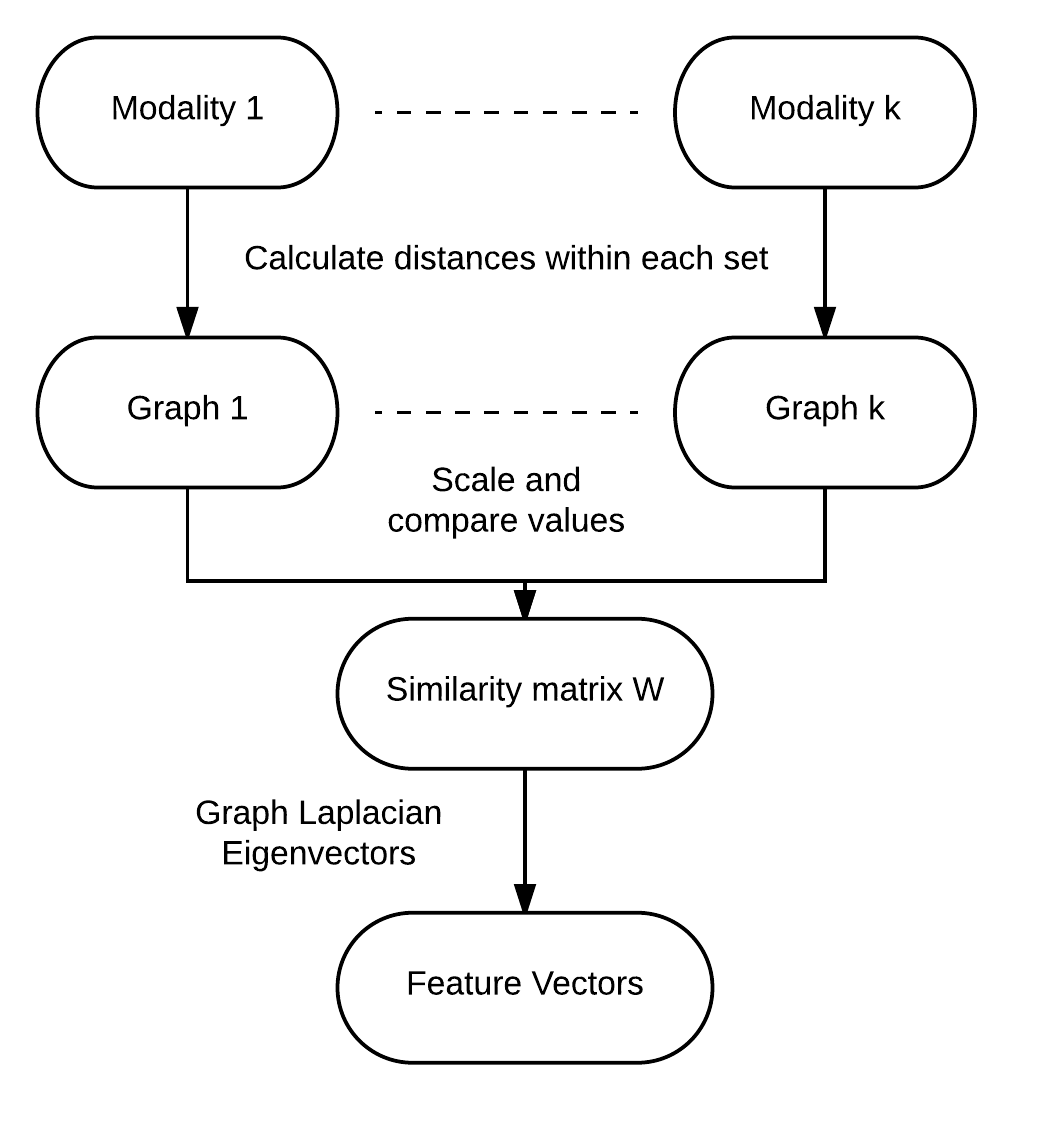 Modality 1
Modality k
Calculate distances within each set
Graph 1
Graph k
Scale and
compare values
Similarity matrix W
Graph Laplacian
Eigenvectors
Feature Vectors